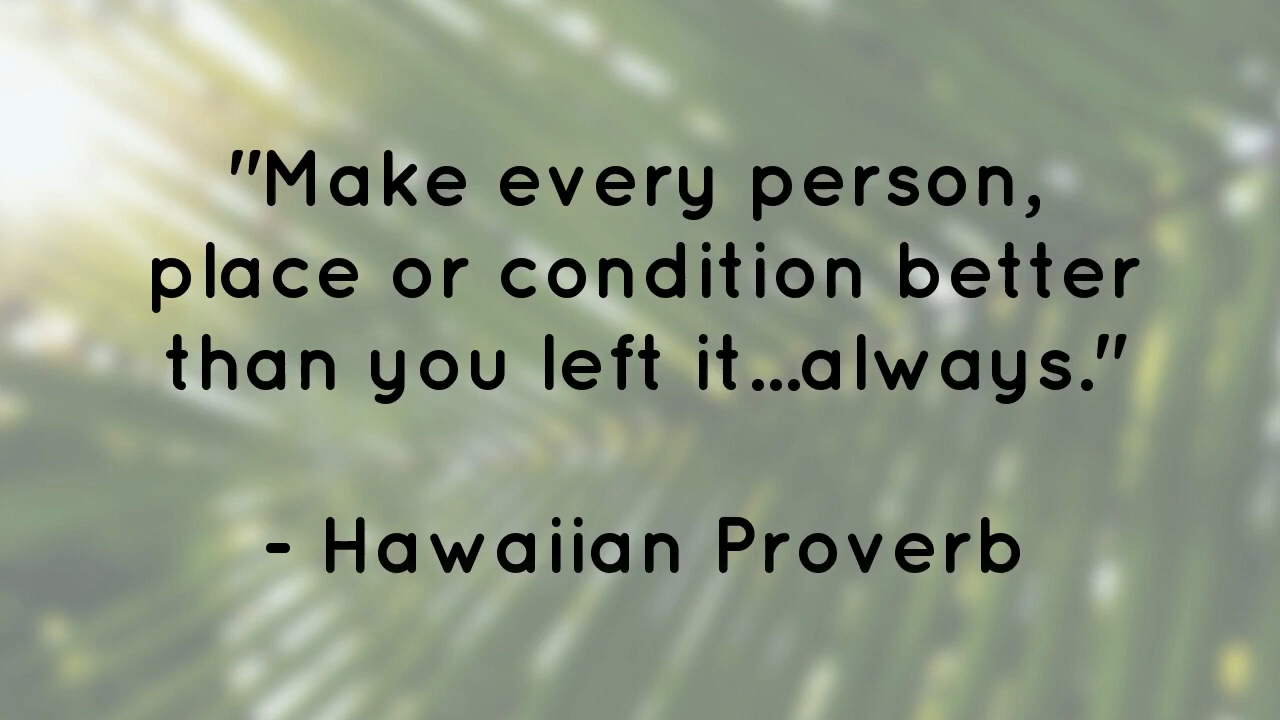 "Make every person,
place or condition better
than you left it...always."
- Hawaiian Proverb